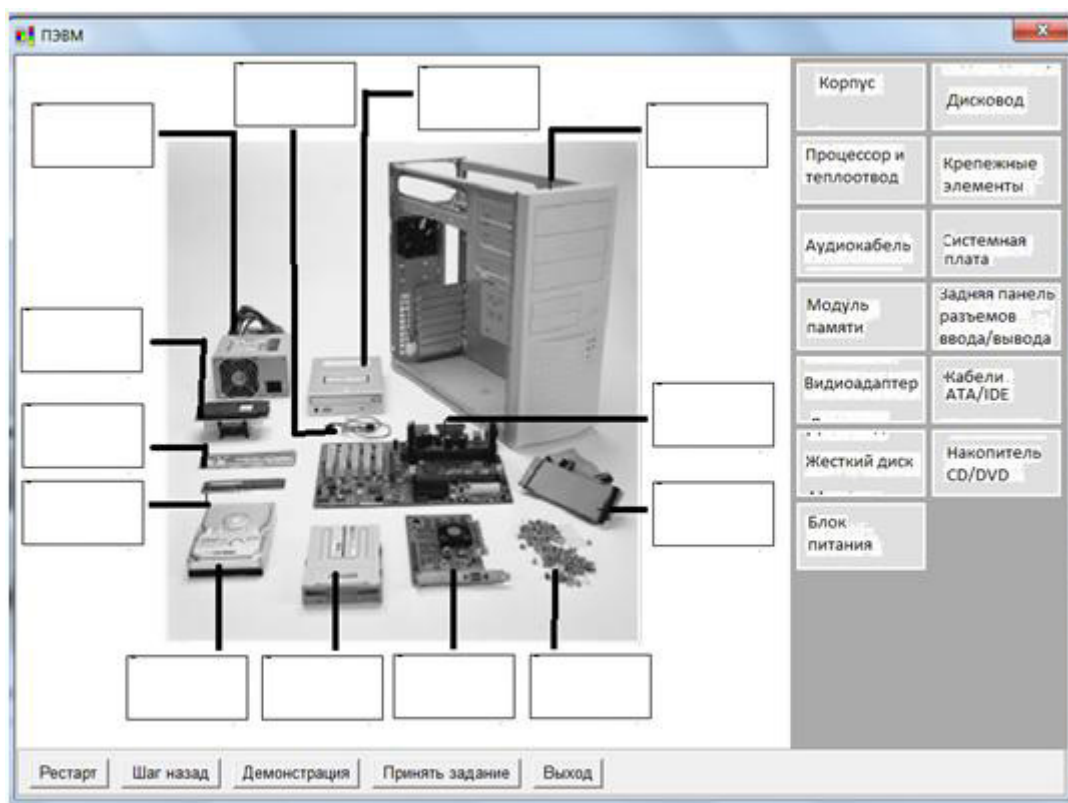 ПЭВМ
Корпус
Дисковод
Процессор и
теплоотвод
Крепежные
элементы
Аудиокабель
Системная
плата
Модуль
памяти
Задняя панель
разъемов
ввода/вывода
Видиоадаптер
Кабели
ATA/IDE
Жесткий диск
Накопитель
CD/DVD
Блок
питания
Рестарт
Шаг назад
Демонстрация
Принять задание
Выход